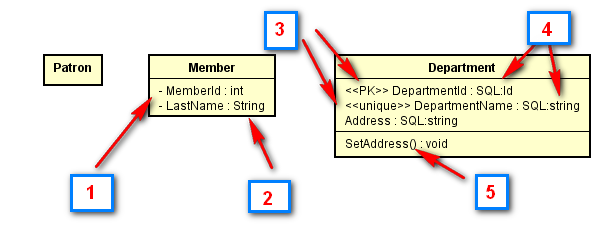 3
4
1
2
5
Patron
Member
- MemberId : int
- LastName : String
Department
<<PK>> DepartmentId : SQL:Id
<<unique>> DepartmentName : SQL:string
Address : SQL:string
SetAddress() : void